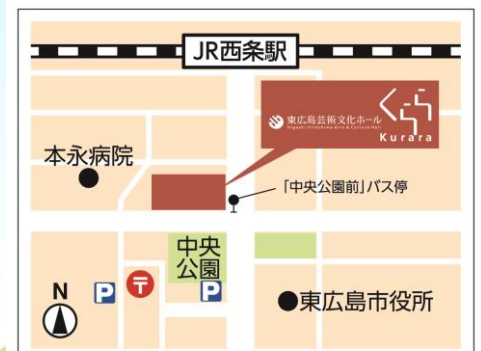 JR西条駅
東広島芸術文化ホール
Higashi Hiroshima Arts & Culture Hall
くらら
Kurara
本永病院
「中央公園前」バス停
中央
公園
N
P
〒
P
●東広島市役所